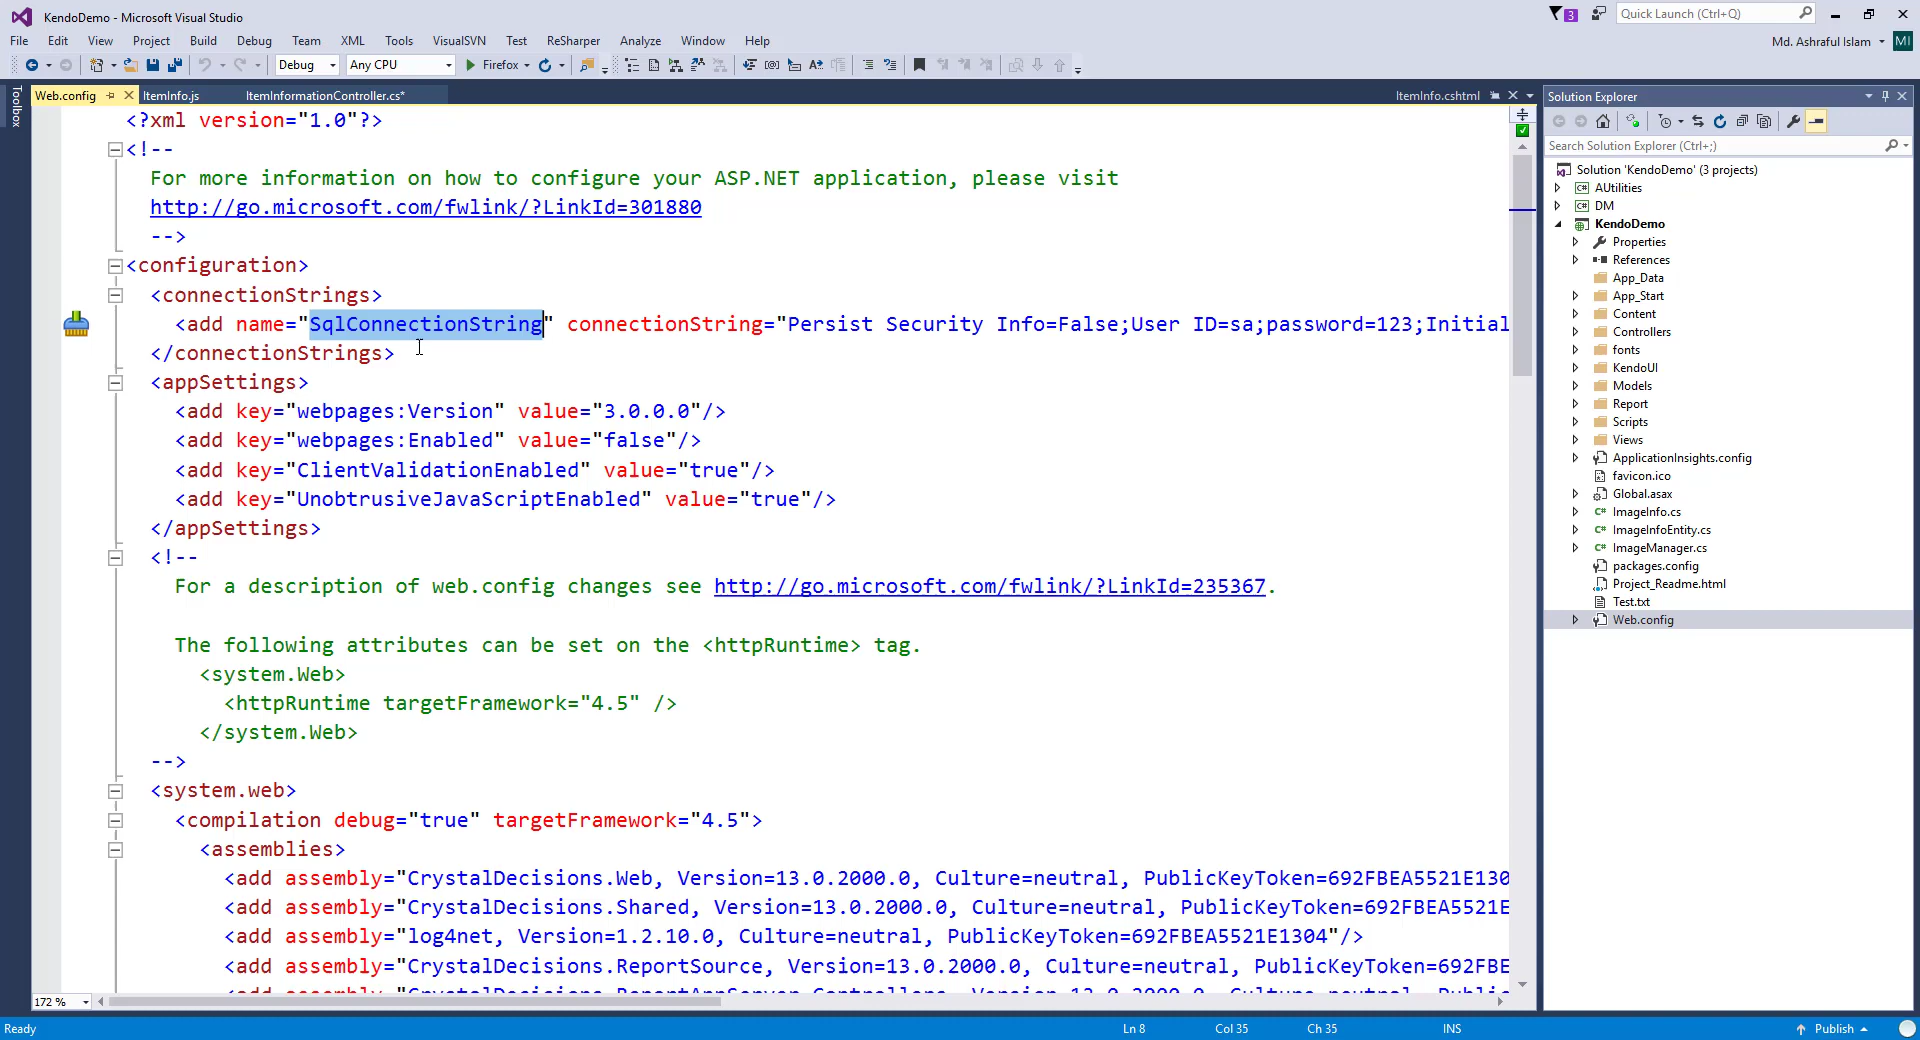 KendoDemo - Microsoft Visual Studio
3
Quick Launch (Ctrl+Q)
File Edit View Project Build Debug Team XML Tools VisualSVN Test ReSharper Analyze Window Help
Md. Ashraful Islam
MI
Debug Any CPU Firefox
Toolbox
Web.config ItemInfo.js ItemInformationController.cs* ItemInfo.cshtml
<?xml version="1.0"?>
<!--
For more information on how to configure your ASP.NET application, please visit
http://go.microsoft.com/fwlink/?LinkId=301880
-->
<configuration>
<connectionStrings>
<add name="SqlConnectionString" connectionString="Persist Security Info=False;User ID=sa;password=123;Initial
</connectionStrings>
<appSettings>
<add key="webpages:Version" value="3.0.0.0"/>
<add key="webpages:Enabled" value="false"/>
<add key="ClientValidationEnabled" value="true"/>
<add key="UnobtrusiveJavaScriptEnabled" value="true"/>
</appSettings>
<!--
For a description of web.config changes see http://go.microsoft.com/fwlink/?LinkId=235367.
The following attributes can be set on the <httpRuntime> tag.
<system.Web>
<httpRuntime targetFramework="4.5" />
</system.Web>
-->
<system.web>
<compilation debug="true" targetFramework="4.5">
<assemblies>
<add assembly="CrystalDecisions.Web, Version=13.0.2000.0, Culture=neutral, PublicKeyToken=692FBEA5521E130
<add assembly="CrystalDecisions.Shared, Version=13.0.2000.0, Culture=neutral, PublicKeyToken=692FBEA5521E
<add assembly="log4net, Version=1.2.10.0, Culture=neutral, PublicKeyToken=692FBEA5521E1304"/>
<add assembly="CrystalDecisions.ReportSource, Version=13.0.2000.0, Culture=neutral, PublicKeyToken=692FBE
172 %
Solution Explorer
Search Solution Explorer (Ctrl+;)
Solution 'KendoDemo' (3 projects)
C# AUtilities
C# DM
KendoDemo
Properties
References
App_Data
App_Start
Content
Controllers
fonts
KendoUI
Models
Report
Scripts
Views
ApplicationInsights.config
favicon.ico
Global.asax
C# ImageInfo.cs
C# ImageInfoEntity.cs
C# ImageManager.cs
packages.config
Project_Readme.html
Test.txt
Web.config
Ready Ln 8 Col 35 Ch 35 INS Publish